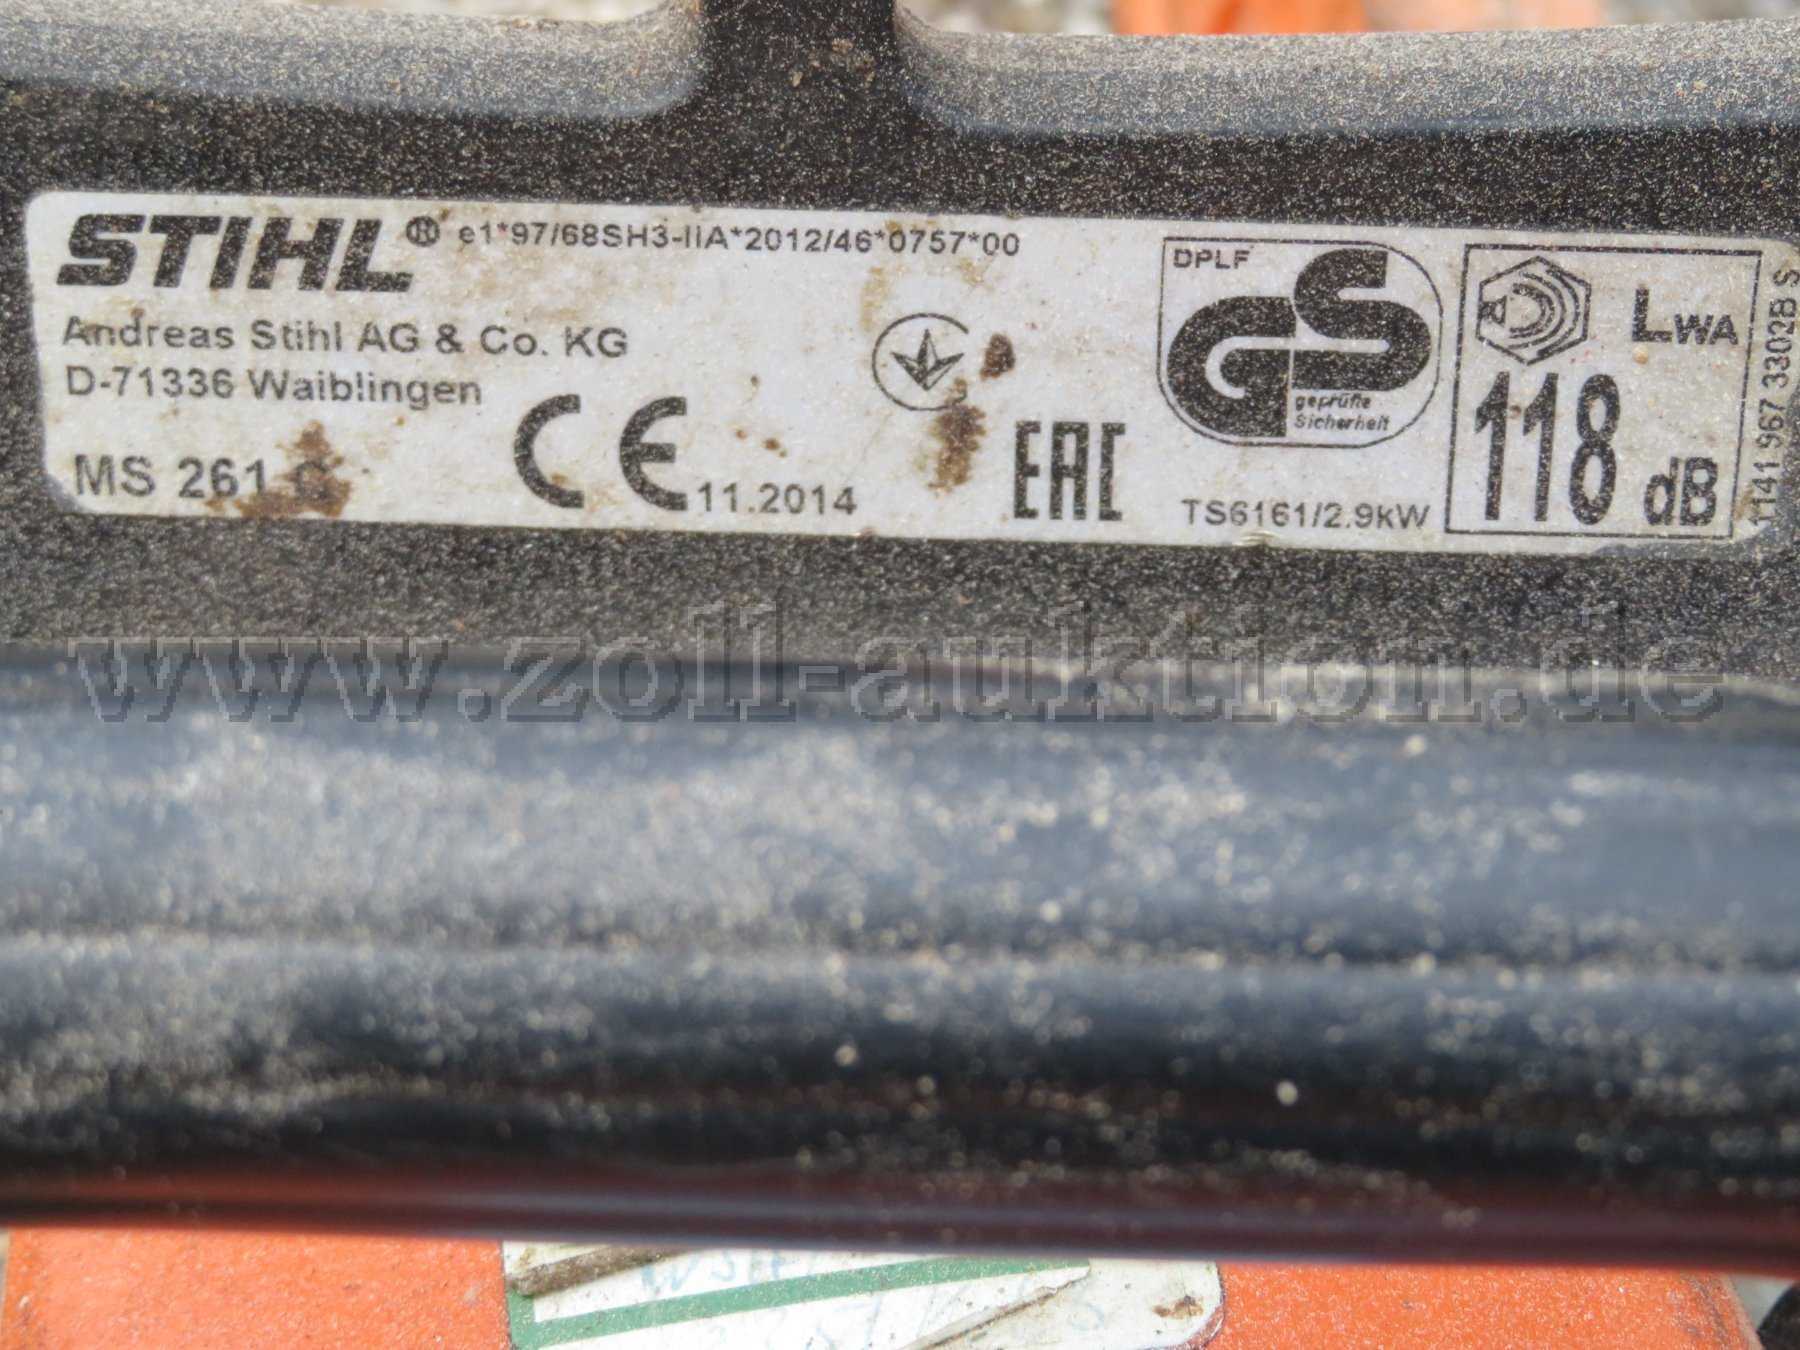 STIHL® e1*97/68SH3-IIA*2012/46*0757*00
Andreas Stihl AG & Co. KG
D-71336 Waiblingen
MS 261 C
CE 11.2014
EAC
DPLF
GS
geprüfte
Sicherheit
TS6161/2.9kW
LWA
118 dB
1141 967 3302B S
www.zoll-auktion.de